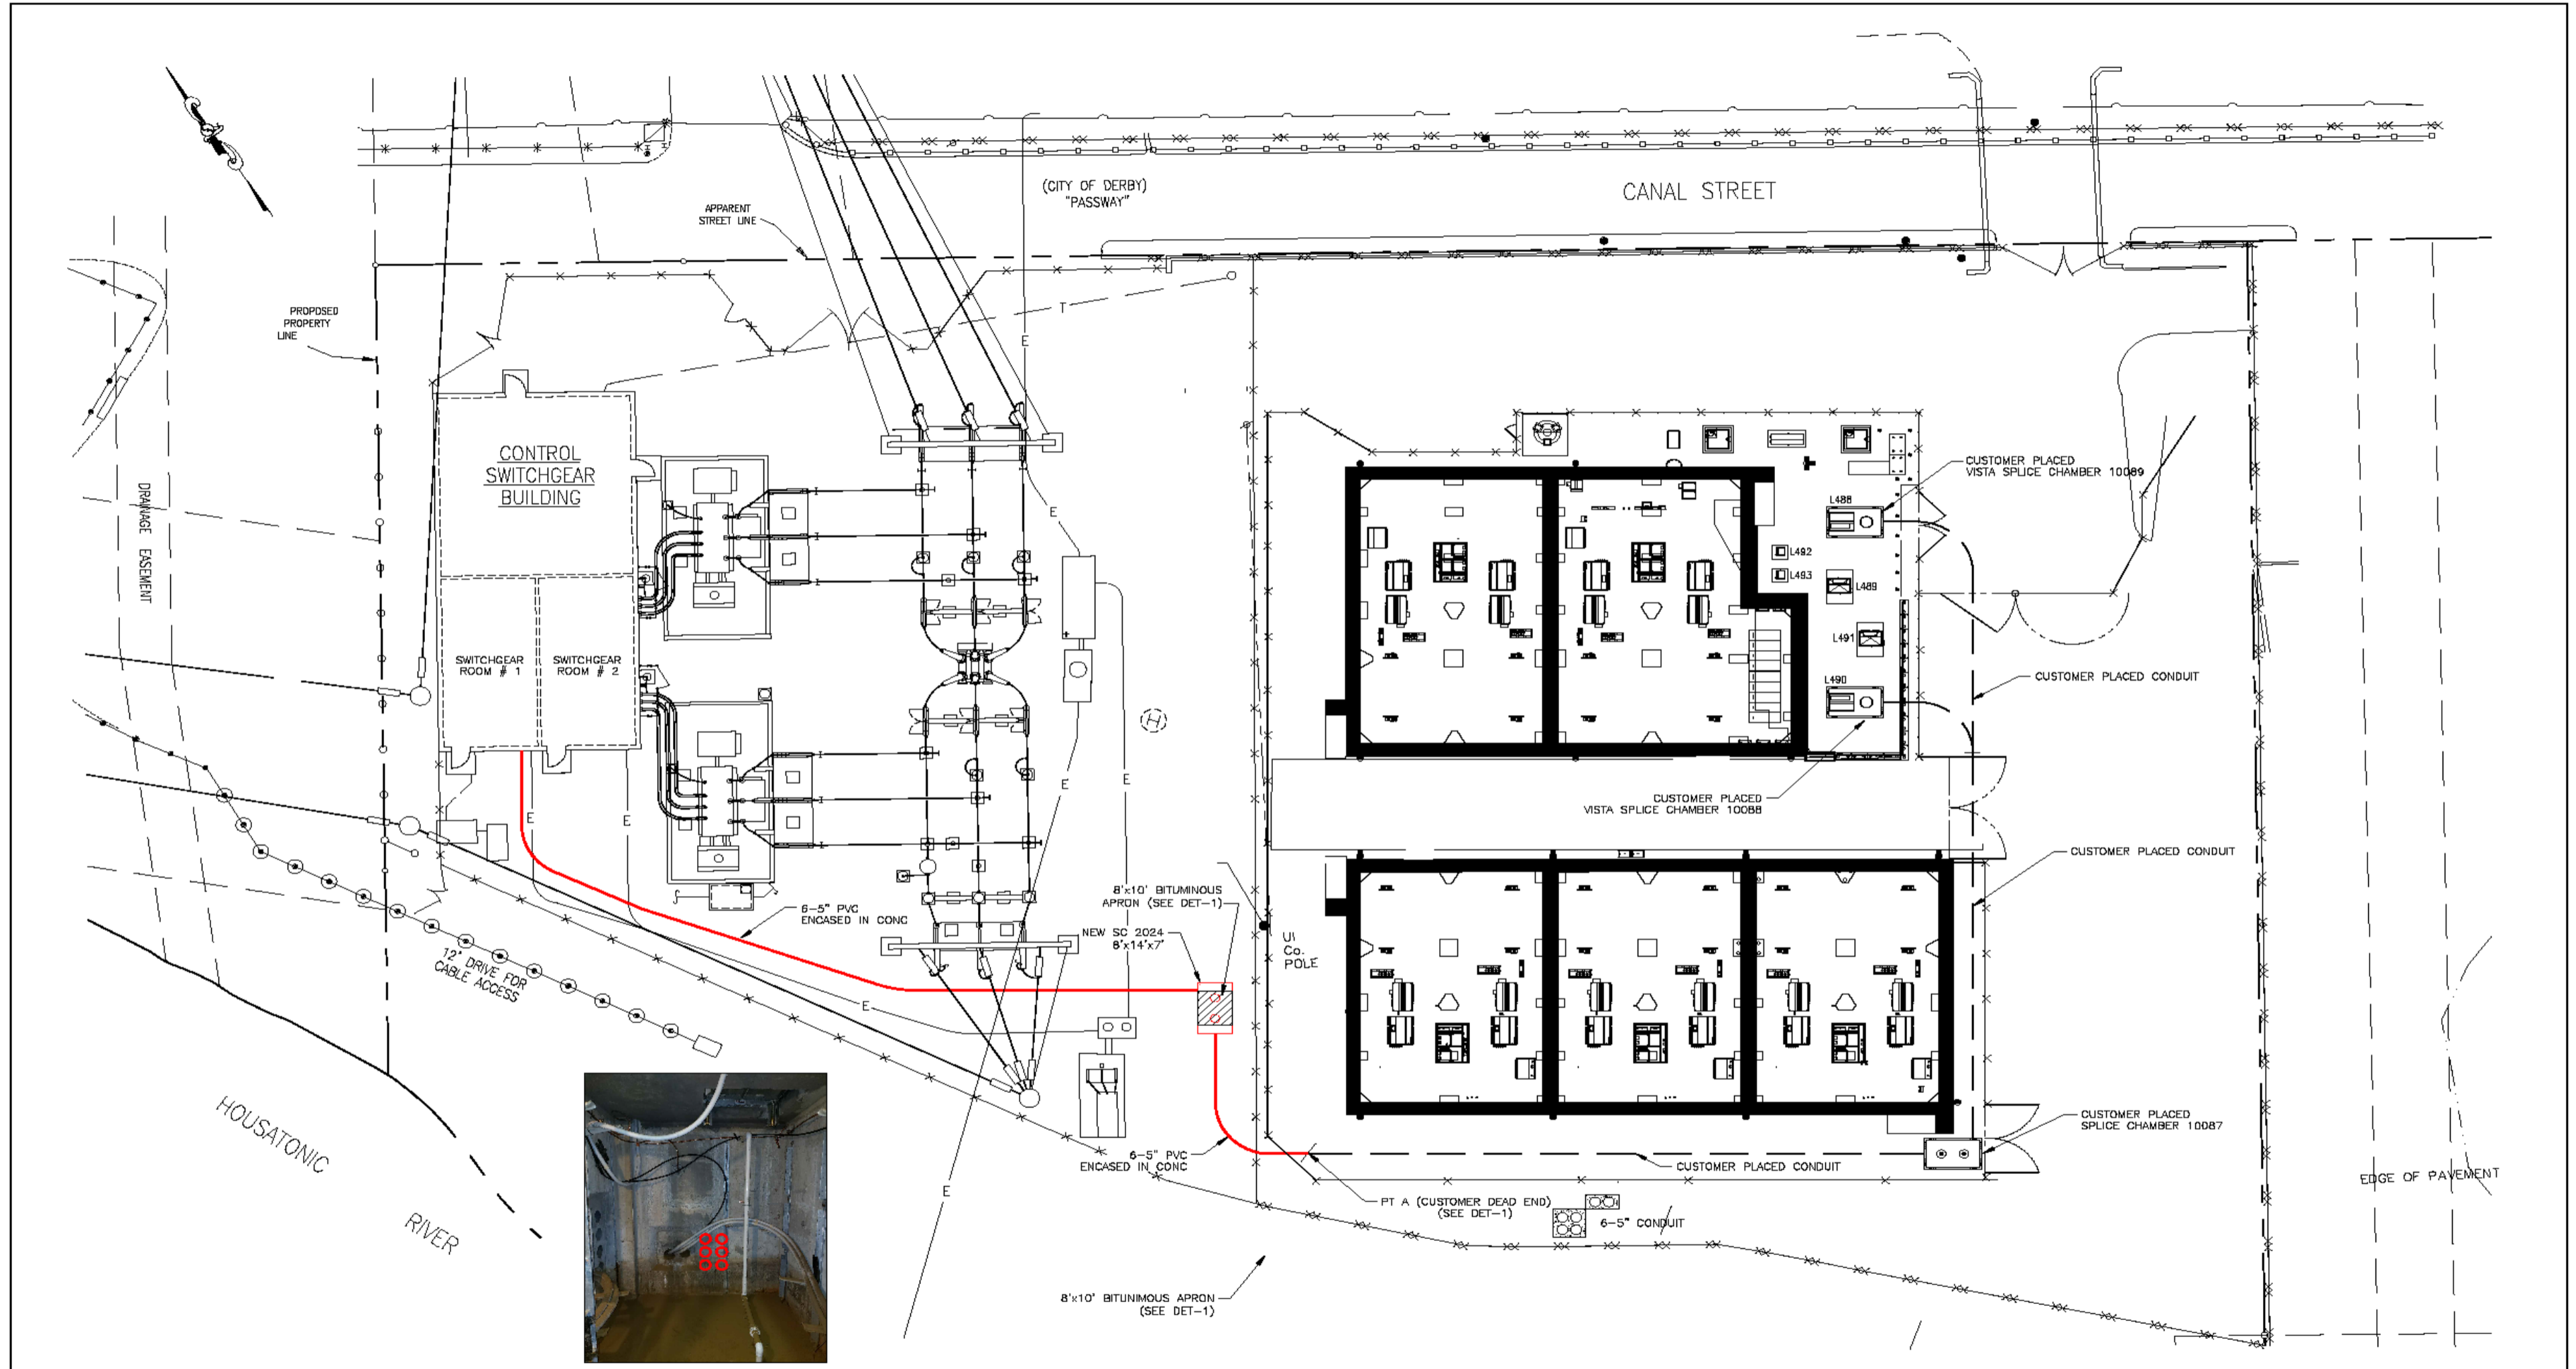 (CITY OF DERBY)
"PASSWAY"
CANAL STREET
APPARENT
STREET LINE
PROPOSED
PROPERTY
LINE
DRAINAGE EASEMENT
CONTROL
SWITCHGEAR
BUILDING
SWITCHGEAR
ROOM # 1
SWITCHGEAR
ROOM # 2
T
E
E
E
E
E
E
E
E
H
CUSTOMER PLACED
VISTA SPLICE CHAMBER 10089
L488
L492
L493
L489
L491
L490
CUSTOMER PLACED CONDUIT
CUSTOMER PLACED
VISTA SPLICE CHAMBER 10088
CUSTOMER PLACED CONDUIT
8'x10' BITUMINOUS
APRON (SEE DET-1)
NEW SC 2024
8'x14'x7'
UI
Co.
POLE
6-5" PVC
ENCASED IN CONC
12" DRIVE FOR
CABLE ACCESS
HOUSATONIC
RIVER
6-5" PVC
ENCASED IN CONC
CUSTOMER PLACED CONDUIT
CUSTOMER PLACED
SPLICE CHAMBER 10087
EDGE OF PAVEMENT
PT A (CUSTOMER DEAD END)
(SEE DET-1)
6-5" CONDUIT
8'x10' BITUNIMOUS APRON
(SEE DET-1)